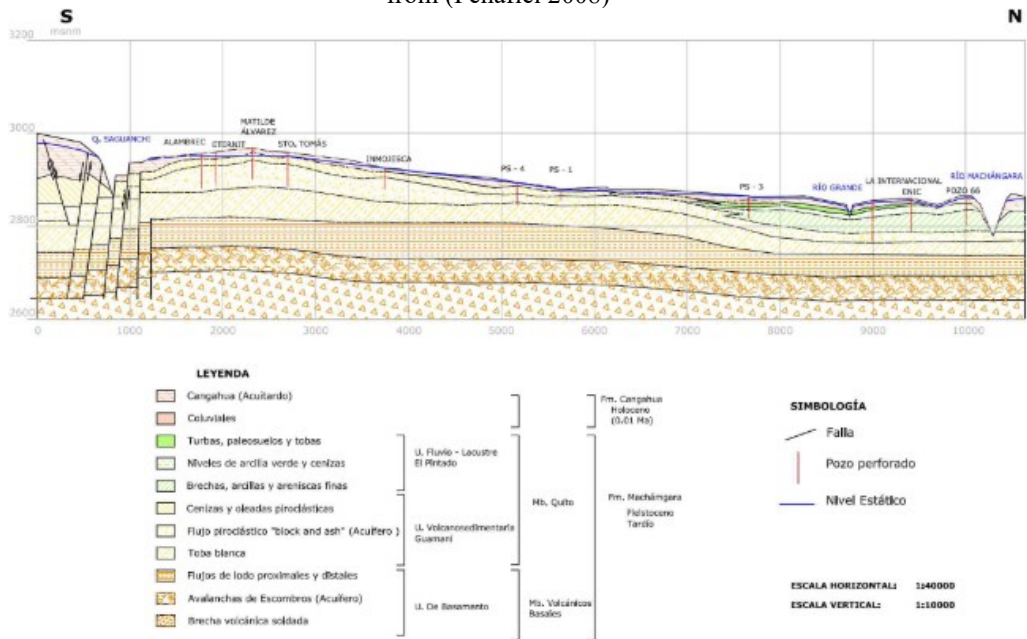 from (Peñafiel 2008)
S
N
3200
msnm
3000
2800
2600
Q. SAGUANCHI
ALAMBREC
ETERNIT
MATILDE
ÁLVAREZ
STO. TOMÁS
INMOJIESCA
PS - 4
PS - 1
PS - 3
RÍO GRANDE
LA INTERNACIONAL
ENIC
POZO 66
RÍO MACHÁNGARA
0
1000
2000
3000
4000
5000
6000
7000
8000
9000
10000
LEYENDA
Cangahua (Acuitardo)
Coluviales
Turbas, paleosuelos y tobas
Niveles de arcilla verde y cenizas
Brechas, arcillas y areniscas finas
Cenizas y oleadas piroclásticas
Flujo piroclástico "block and ash" (Acuífero )
Toba blanca
Flujos de lodo proximales y distales
Avalanchas de Escombros (Acuífero)
Brecha volcánica soldada
U. Fluvio - Lacustre
El Pintado
U. Volcanosedimentaria
Guamaní
U. De Basamento
Mb. Quito
Mb. Volcánicos
Basales
Fm. Cangahua
Holoceno
(0.01 Ma)
Fm. Machángara
Pleistoceno
Tardío
SIMBOLOGÍA
Falla
Pozo perforado
Nivel Estático
ESCALA HORIZONTAL: 1:40000
ESCALA VERTICAL: 1:10000